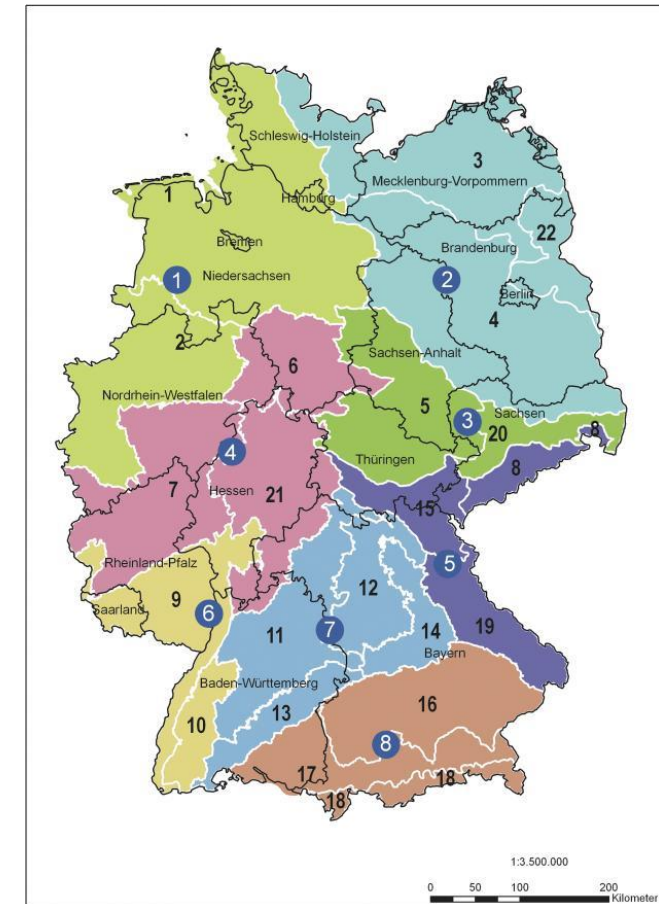 Schleswig-Holstein
3
Mecklenburg-Vorpommern
1
Hamburg
22
Bremen
Brandenburg
Niedersachsen
1
2
Berlin
4
2
6
Sachsen-Anhalt
Nordrhein-Westfalen
5
3
Sachsen
20
8
4
Thüringen
8
7
Hessen
21
15
Rheinland-Pfalz
5
12
9
Saarland
6
11
7
14
19
Bayern
Baden-Württemberg
10
13
16
8
17
18
18
1:3.500.000
0 50 100 200
Kilometer